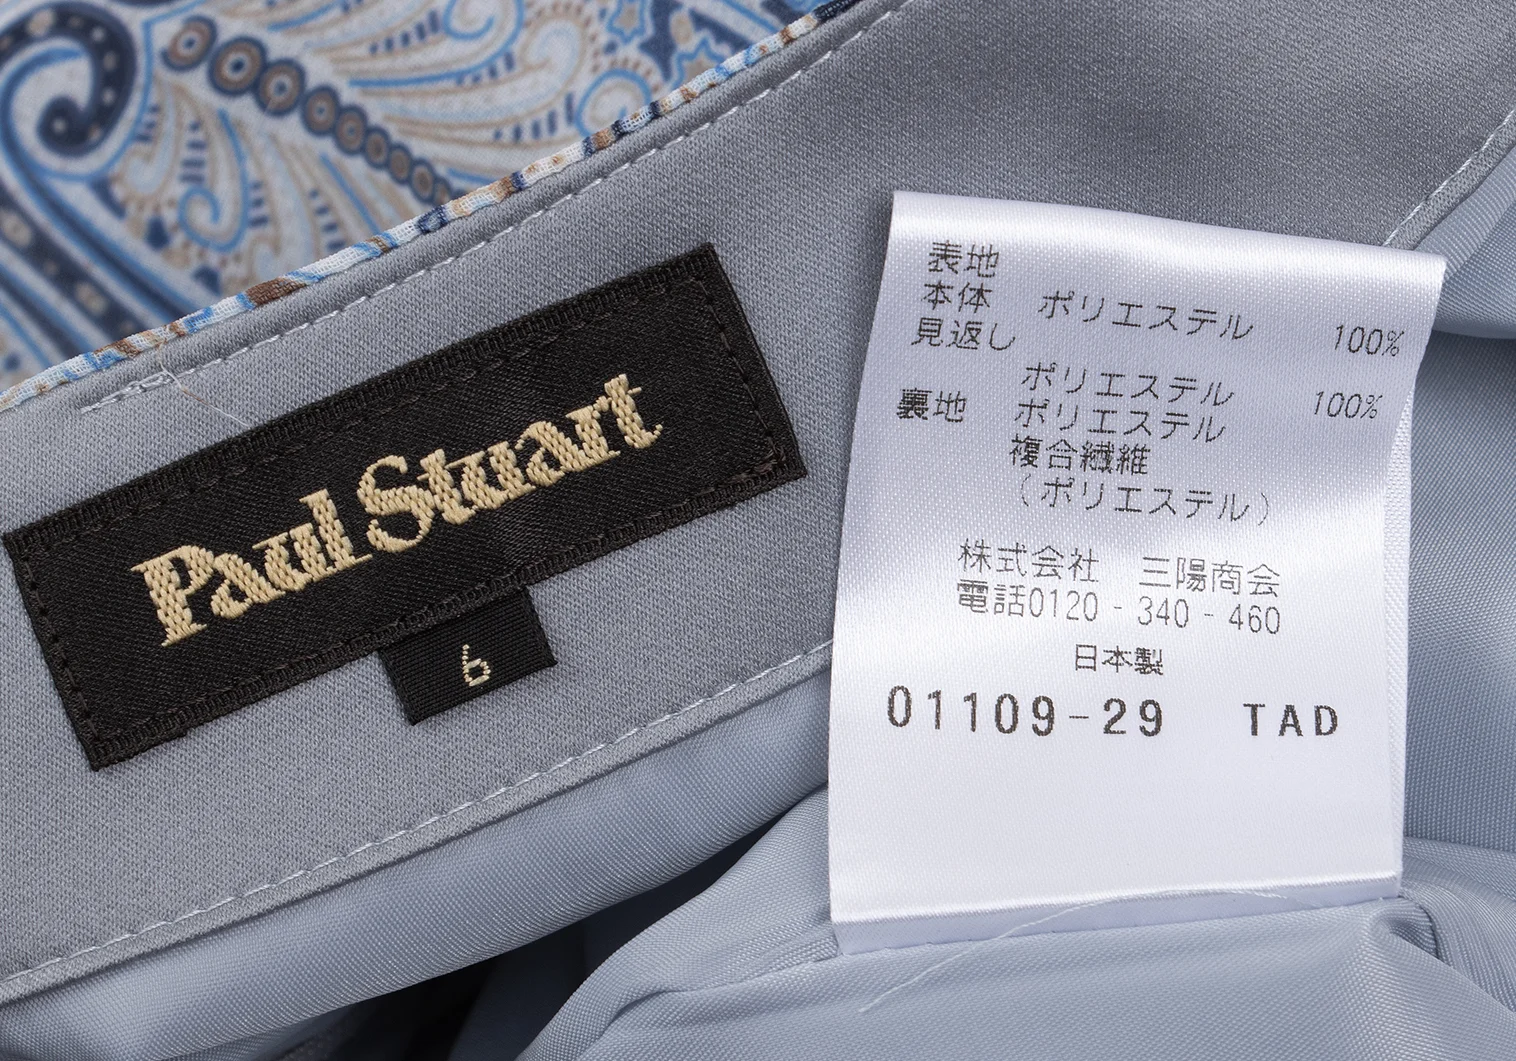 Paul Stuart
6
表地
本体 ポリエステル 100%
見返し
ポリエステル 100%
裏地 ポリエステル
複合繊維
(ポリエステル)
株式会社 三陽商会
電話0120-340-460
日本製
01109-29 TAD